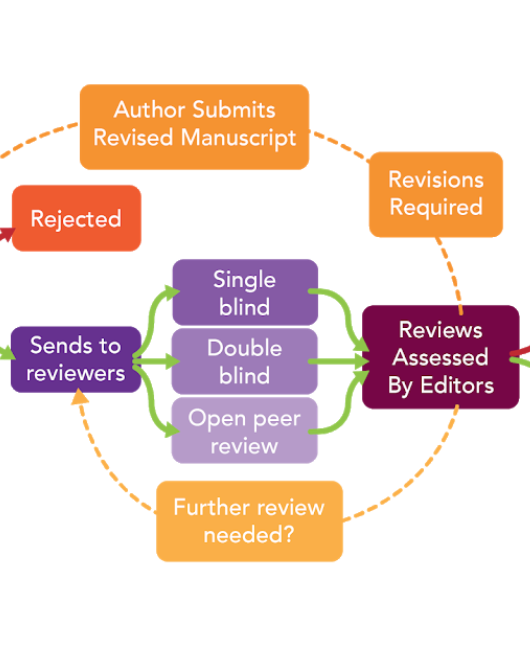 Author Submits
Revised Manuscript
Revisions
Required
Rejected
Single
blind
Sends to
reviewers
Double
blind
Reviews
Assessed
By Editors
Open peer
review
Further review
needed?